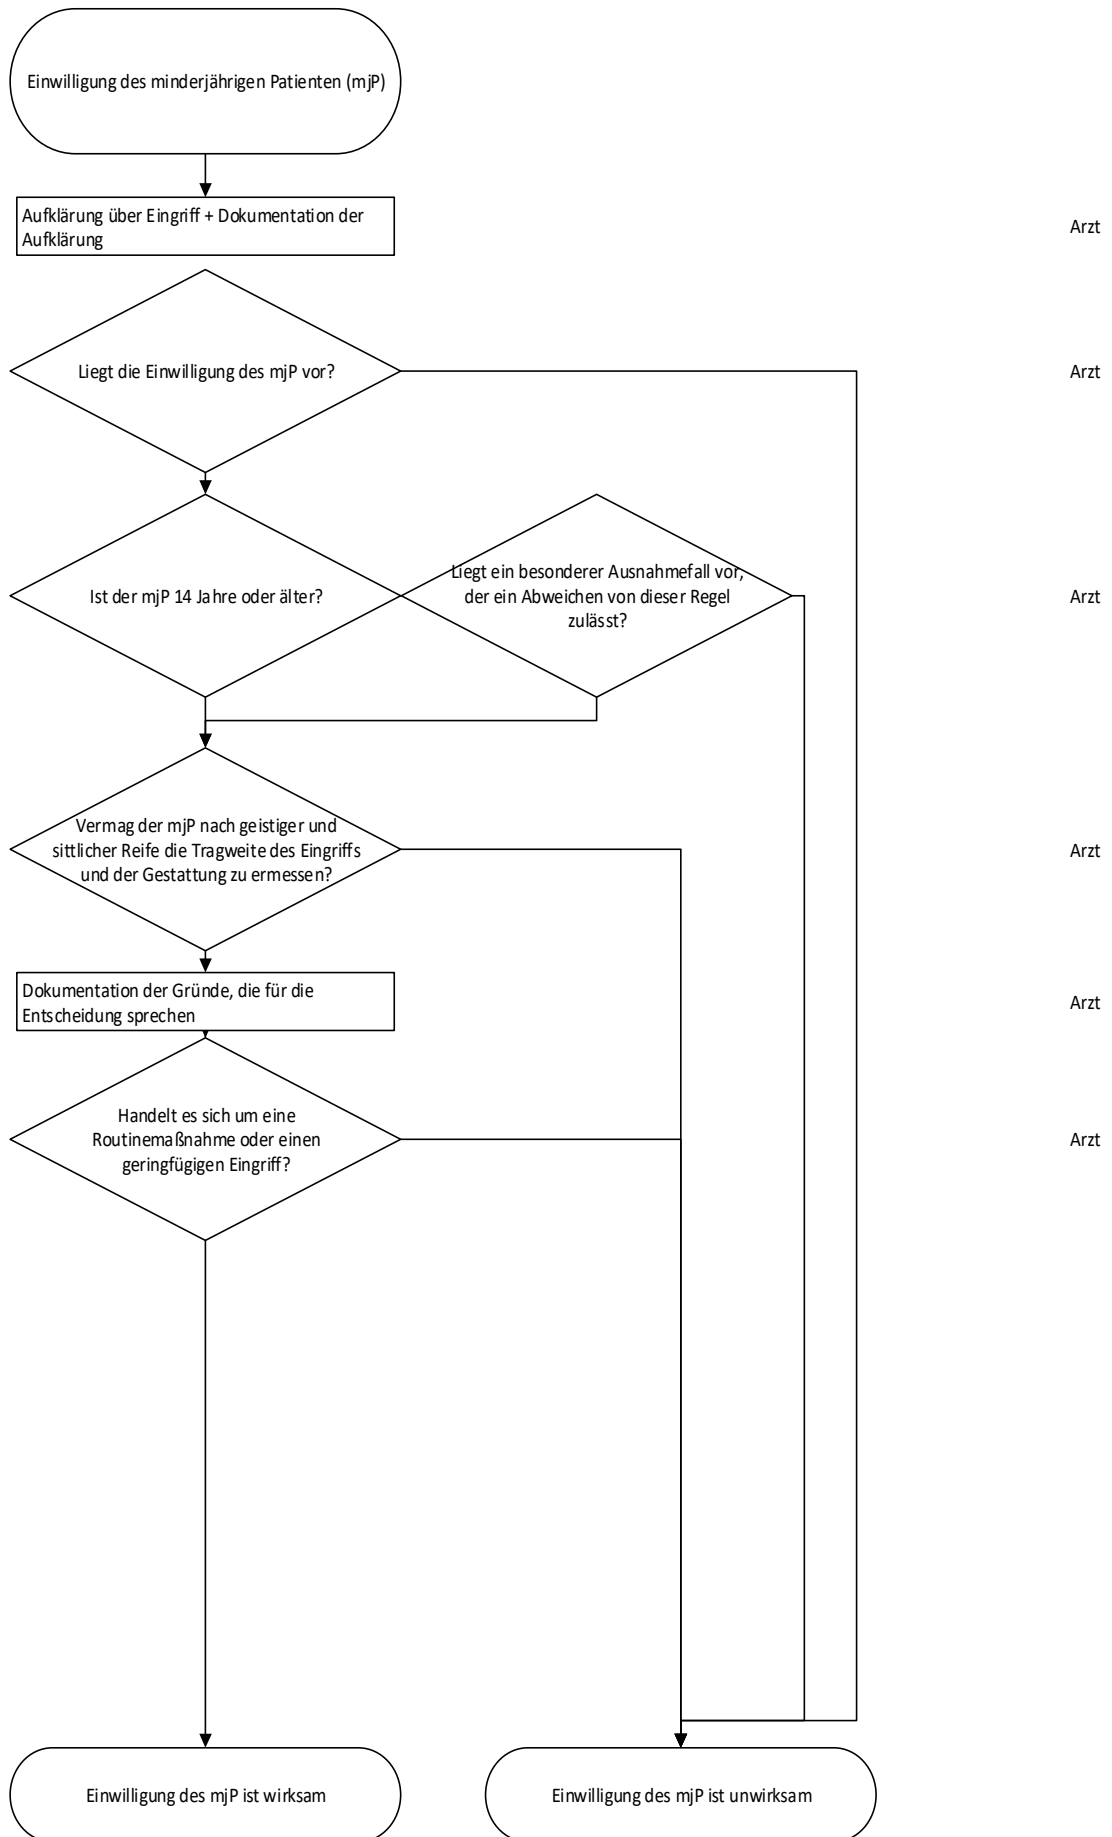 Einwilligung des minderjährigen Patienten (mjP)
Aufklärung über Eingriff + Dokumentation der
Aufklärung
Arzt
Liegt die Einwilligung des mjP vor?
Arzt
Ist der mjP 14 Jahre oder älter?
Liegt ein besonderer Ausnahmefall vor,
der ein Abweichen von dieser Regel
zulässt?
Arzt
Vermag der mjP nach geistiger und
sittlicher Reife die Tragweite des Eingriffs
und der Gestattung zu ermessen?
Arzt
Dokumentation der Gründe, die für die
Entscheidung sprechen
Arzt
Handelt es sich um eine
Routinemaßnahme oder einen
geringfügigen Eingriff?
Arzt
Einwilligung des mjP ist wirksam
Einwilligung des mjP ist unwirksam